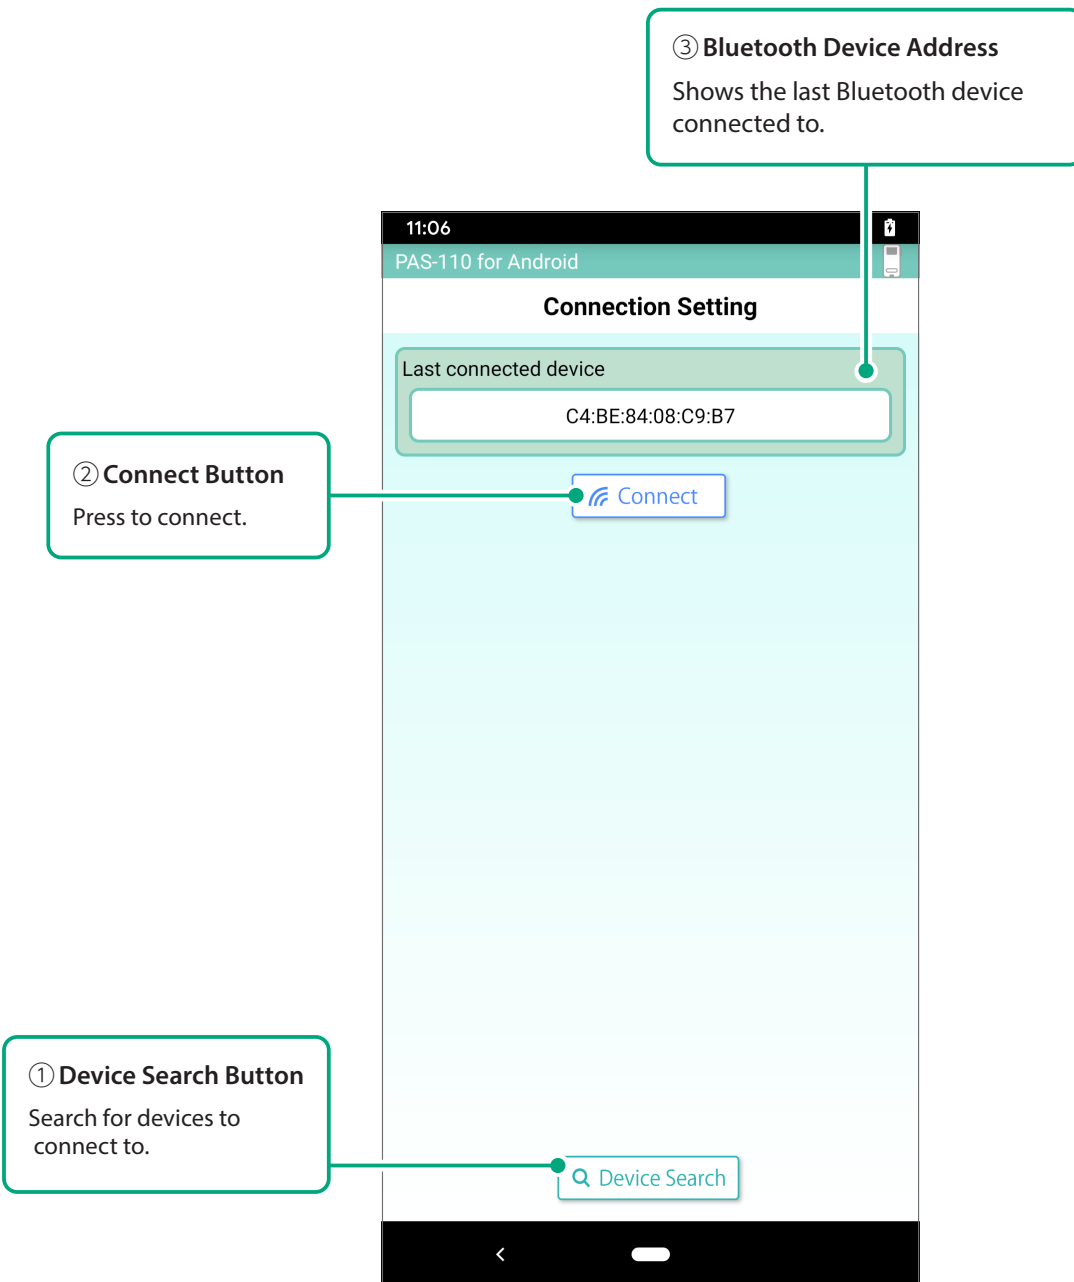 ③ Bluetooth Device Address
Shows the last Bluetooth device
connected to.
11:06
PAS-110 for Android
Connection Setting
Last connected device
C4:BE:84:08:C9:B7
② Connect Button
Press to connect.
Connect
① Device Search Button
Search for devices to
connect to.
Device Search